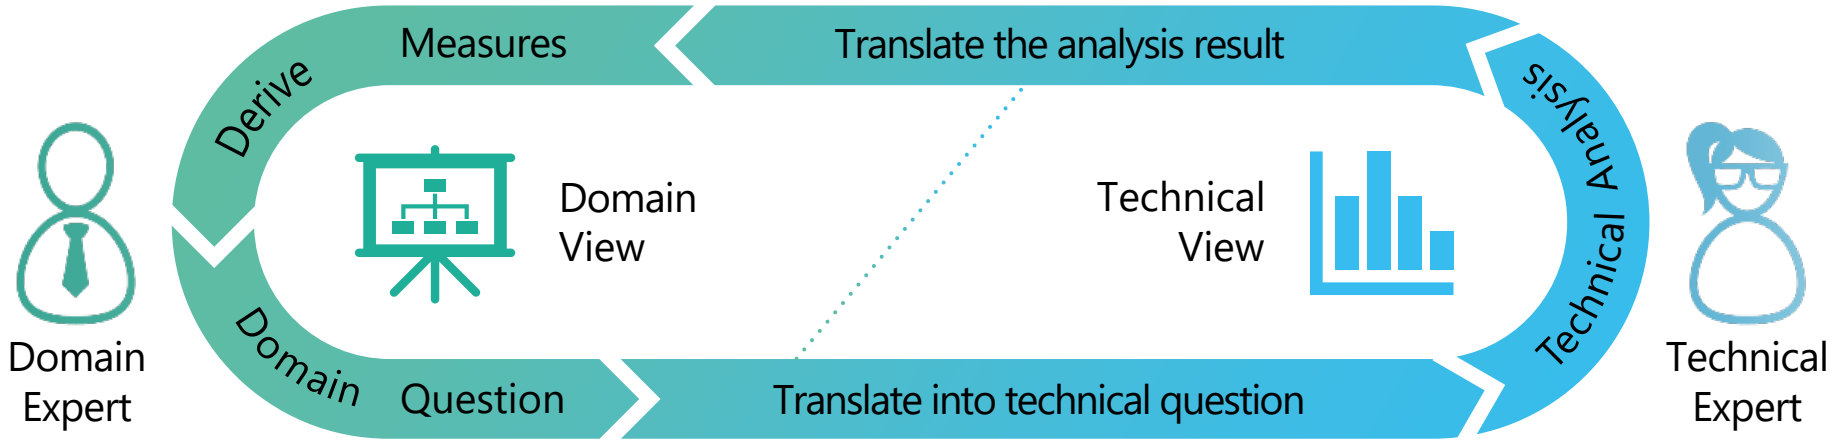 Derive Measures
Translate the analysis result
Technical Analysis
Domain
View
Technical
View
Domain
Expert
Technical
Expert
Domain Question
Translate into technical question